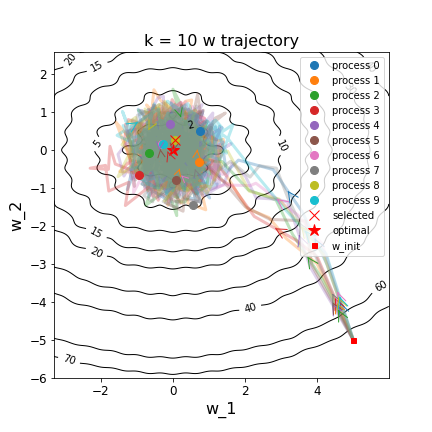 k = 10 w trajectory
20
15
process 0
process 1
process 2
process 3
process 4
process 5
process 6
process 7
process 8
process 9
selected
optimal
w_init
2
5
10
15
20
40
60
70
2
1
0
−1
−2
−3
−4
−5
−6
w_2
−2
0
2
4
w_1